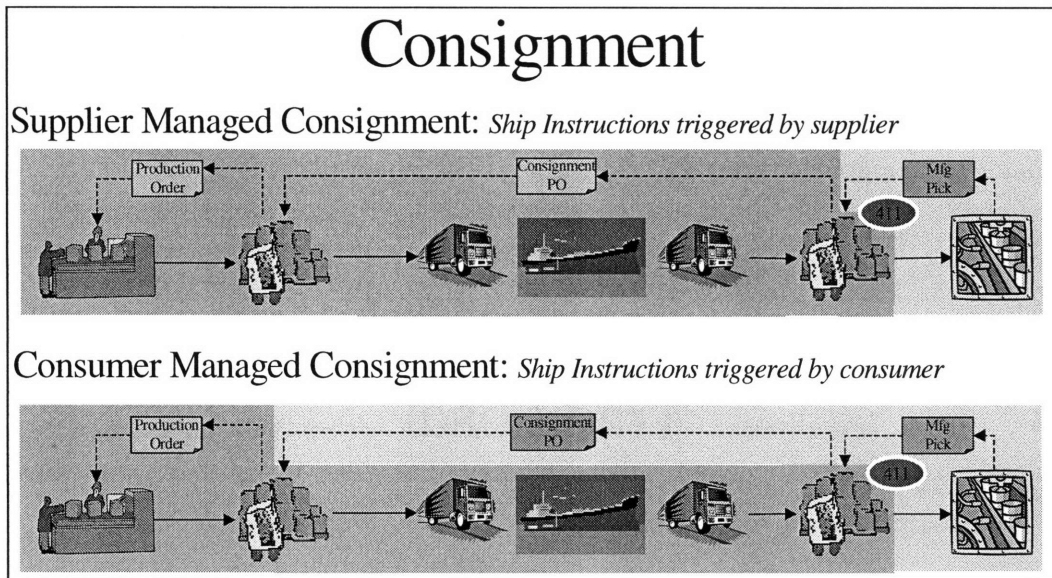 Consignment
Supplier Managed Consignment: Ship Instructions triggered by supplier
Production
Order
Consignment
PO
Mfg
Pick
411
Consumer Managed Consignment: Ship Instructions triggered by consumer
Production
Order
Consignment
PO
Mfg
Pick
411